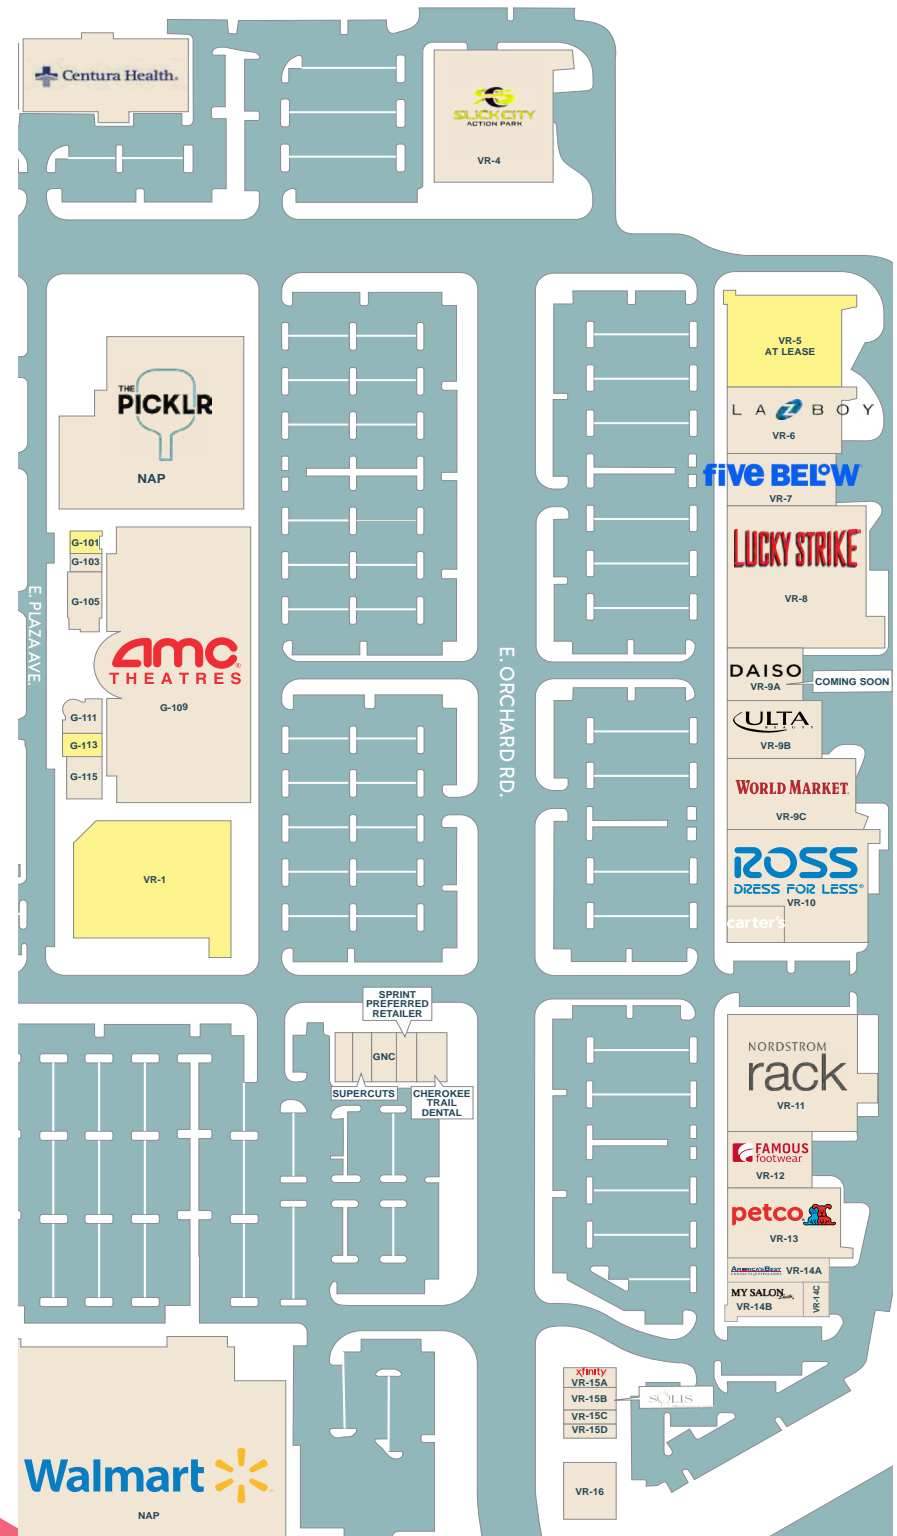 Centura Health
SLICK CITY
ACTION PARK
VR-4
VR-5
AT LEASE
LA Z BOY
VR-6
five BELOW
VR-7
LUCKY STRIKE
VR-8
THE
PICKLR
NAP
G-101
G-103
G-105
amc
THEATRES
G-109
G-111
G-113
G-115
VR-1
E. PLAZA AVE.
E. ORCHARD RD.
DAISO
VR-9A
COMING SOON
ULTA
BEAUTY
VR-9B
WORLD MARKET
VR-9C
ROSS
DRESS FOR LESS®
VR-10
carter's
SPRINT
PREFERRED
RETAILER
GNC
SUPERCUTS
CHEROKEE
TRAIL
DENTAL
NORDSTROM
rack
VR-11
FAMOUS
footwear
VR-12
petco
VR-13
AMERICA'S BEST
VR-14A
MY SALON
VR-14B
VR-14C
xfinity
VR-15A
VR-15B
SOLIS
VR-15C
VR-15D
VR-16
Walmart
NAP